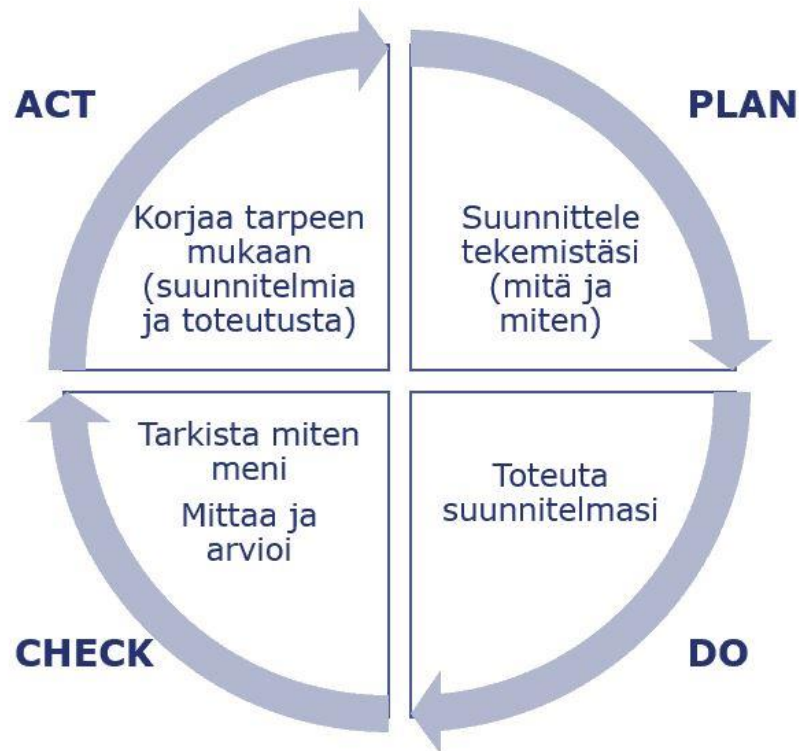 ACT
PLAN
Korjaa tarpeen
mukaan
(suunnitelmia
ja toteutusta)
Suunnittele
tekemistäsi
(mitä ja
miten)
Tarkista miten
meni
Mittaa ja
arvioi
Toteuta
suunnitelmasi
CHECK
DO